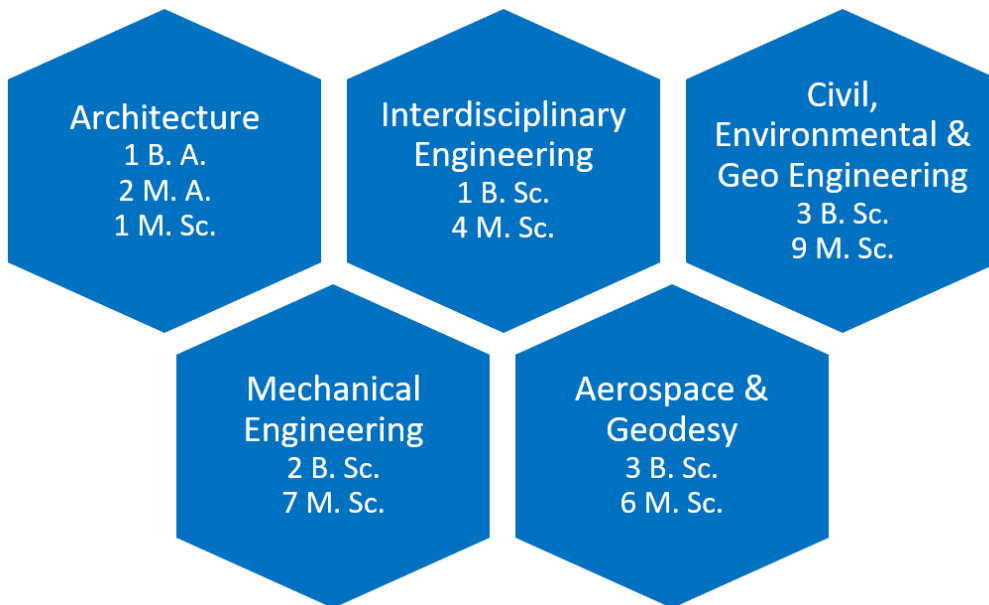 Architecture
1 B. A.
2 M. A.
1 M. Sc.
Interdisciplinary
Engineering
1 B. Sc.
4 M. Sc.
Civil,
Environmental &
Geo Engineering
3 B. Sc.
9 M. Sc.
Mechanical
Engineering
2 B. Sc.
7 M. Sc.
Aerospace &
Geodesy
3 B. Sc.
6 M. Sc.